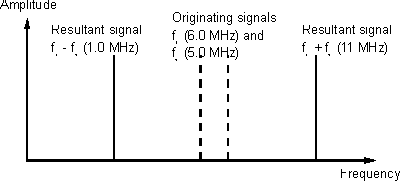 Amplitude
Resultant signal
f - f (1.0 MHz)
Originating signals
f (6.0 MHz) and
f (5.0 MHz)
Resultant signal
f + f (11 MHz)
Frequency